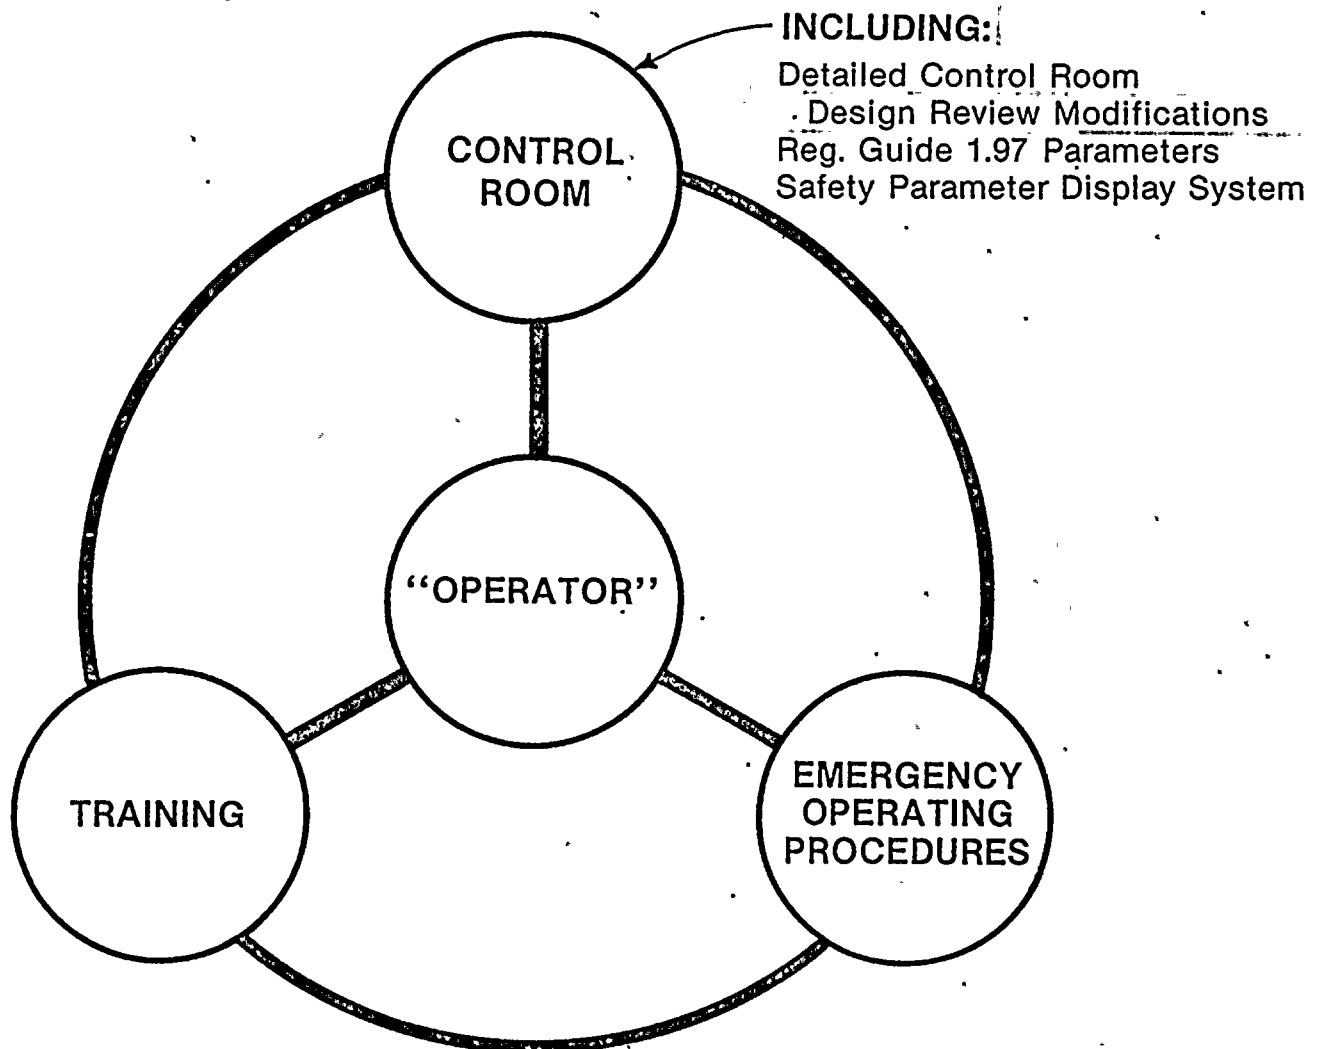 INCLUDING:
Detailed Control Room
Design Review Modifications
Reg. Guide 1.97 Parameters
Safety Parameter Display System
CONTROL
ROOM
“OPERATOR”
TRAINING
EMERGENCY
OPERATING
PROCEDURES